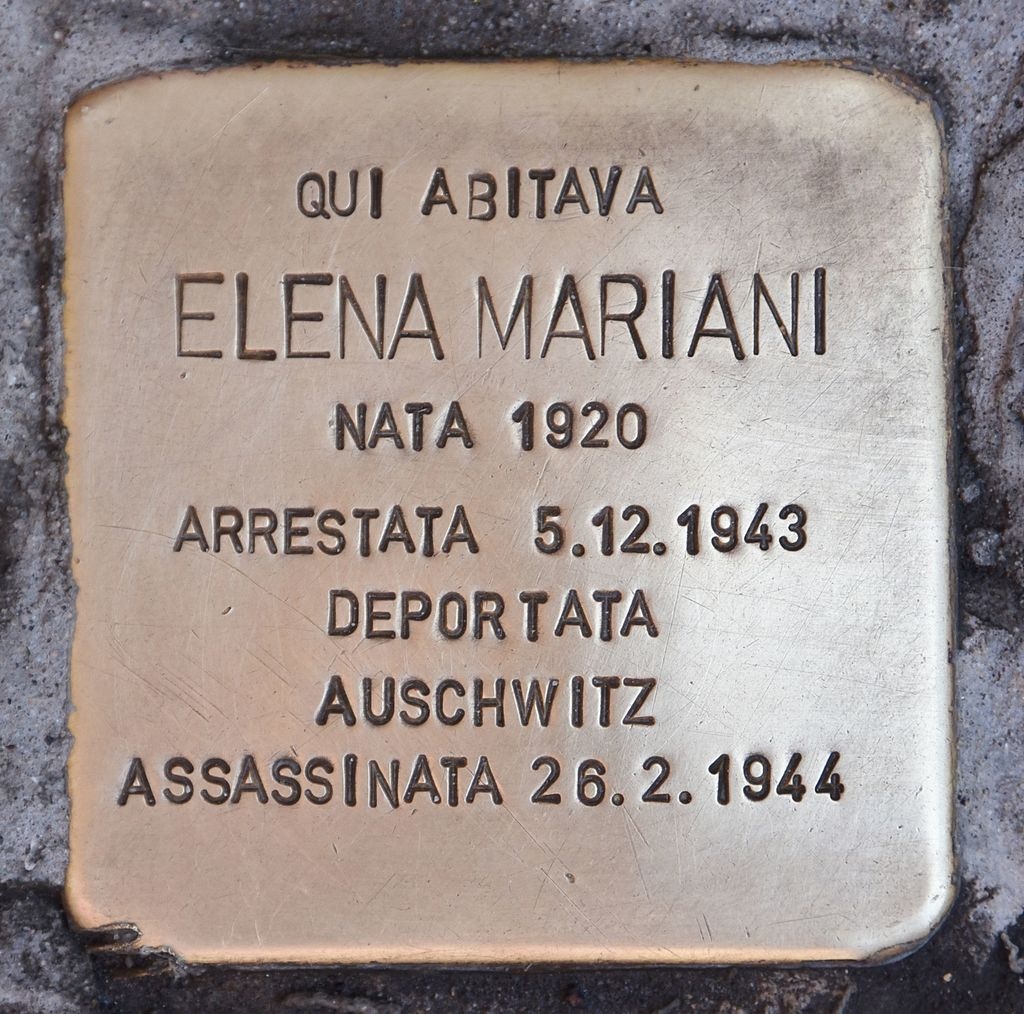 QUI ABITAVA
ELENA MARIANI
NATA 1920
ARRESTATA 5.12.1943
DEPORTATA
AUSCHWITZ
ASSASSINATA 26.2.1944